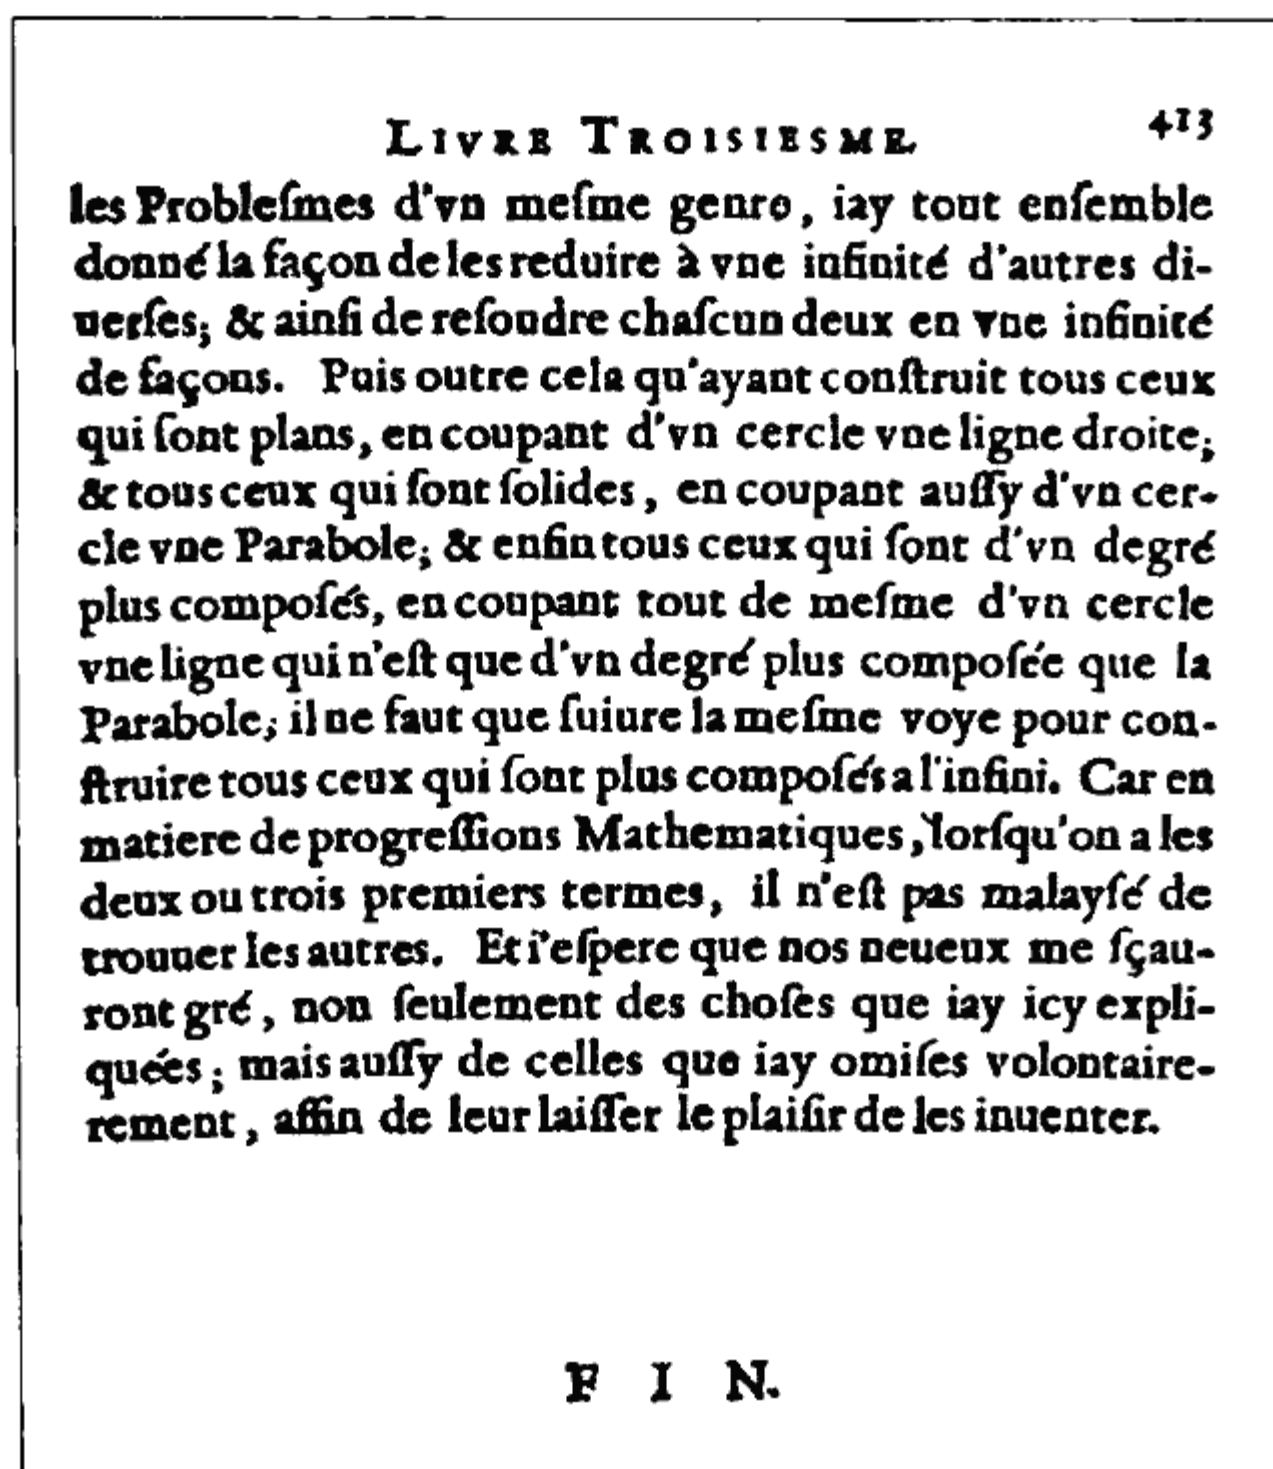 LIVRE TROISIESME. 413
les Problesmes d'vn mesme genre, iay tout ensemble
donné la façon de les reduire à vne infinité d'autres di-
uerses; & ainsi de resoudre chascun deux en vne infinité
de façons. Puis outre cela qu'ayant construit tous ceux
qui sont plans, en coupant d'vn cercle vne ligne droite;
& tous ceux qui sont solides, en coupant aussy d'vn cer-
cle vne Parabole; & enfin tous ceux qui sont d'vn degré
plus composés, en coupant tout de mesme d'vn cercle
vne ligne qui n'est que d'vn degré plus composée que la
Parabole; il ne faut que suiure la mesme voye pour con-
struire tous ceux qui sont plus composés a l'infini. Car en
matiere de progressions Mathematiques, lorsqu'on a les
deux ou trois premiers termes, il n'est pas malaysé de
trouuer les autres. Et i'espere que nos neueux me sçau-
ront gré, non seulement des choses que iay icy expli-
quées; mais aussy de celles que iay omises volontaire-
rement, affin de leur laisser le plaisir de les inuenter.
F I N.